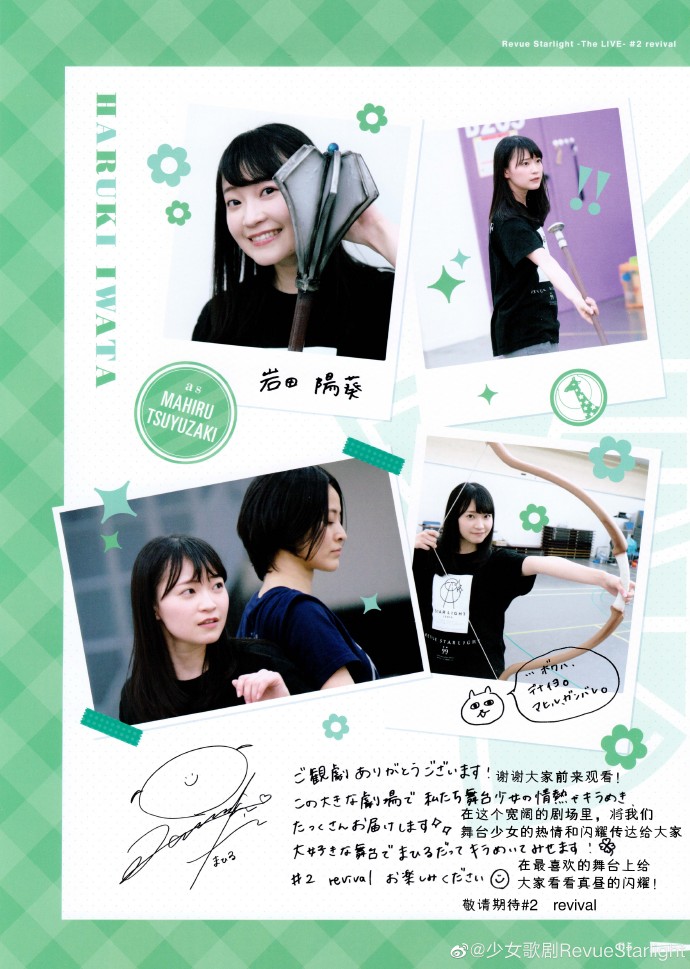 Revue Starlight -The LIVE- #2 revival
HARUKI IWATA
as
MAHIRU
TSUYUZAKI
岩田 陽葵
STARLIGHT
REVUE STARLIGHT
99
…ボクハ、
デナイヨ。
マヒル、ガンバレ。
まひる
ご観劇ありがとうございます!
谢谢大家前来观看!
この大きな劇場で私たち舞台少女の情熱やキラめき、
在这个宽阔的剧场里,将我们
たっくさんお届けします
舞台少女的热情和闪耀传达给大家
大好きな舞台でまひるだってキラめいてみせます!
在最喜欢的舞台上给
大家看看真昼的闪耀!
#2 revival お楽しみください
敬请期待#2 revival
@少女歌剧RevueStarlight